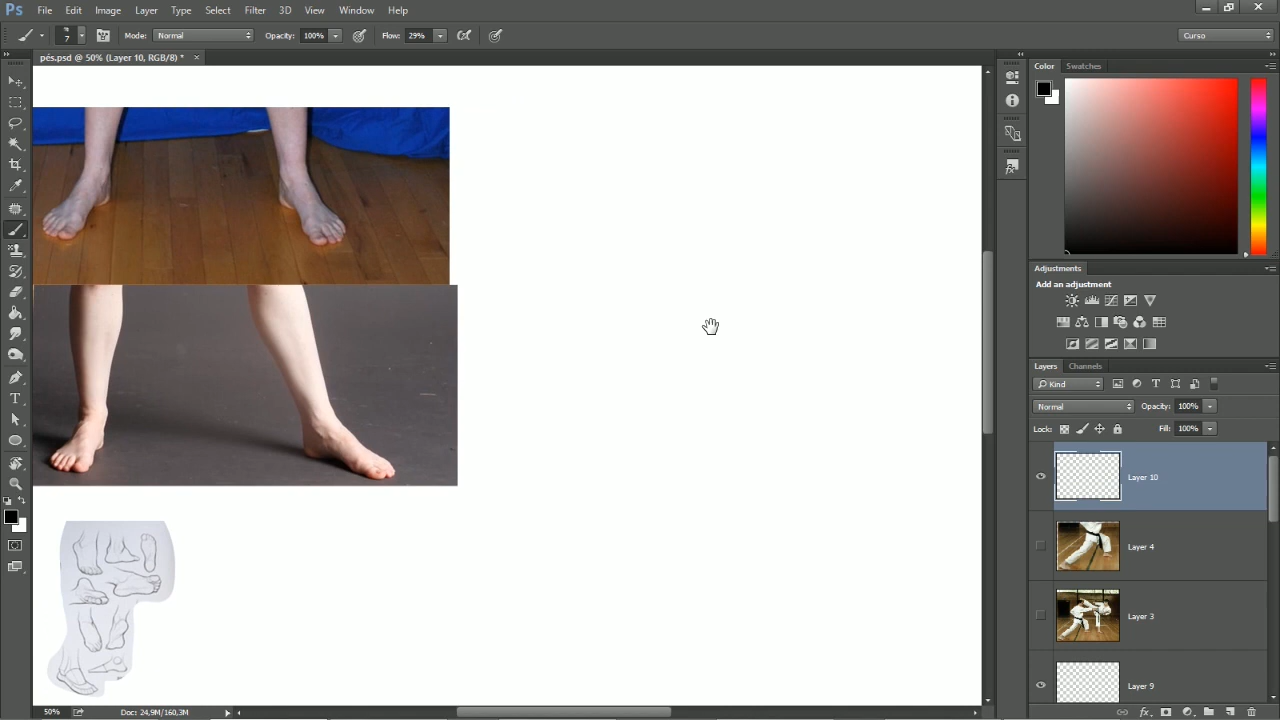 Ps File Edit Image Layer Type Select Filter 3D View Window Help
7 Mode: Normal Opacity: 100% Flow: 29% Curso
pés.psd @ 50% (Layer 10, RGB/8) * ×
Color Swatches
Adjustments
Add an adjustment
Layers Channels
Kind
Normal Opacity: 100%
Lock: Fill: 100%
Layer 10
Layer 4
Layer 3
Layer 9
50% Doc: 24,9M/160,3M